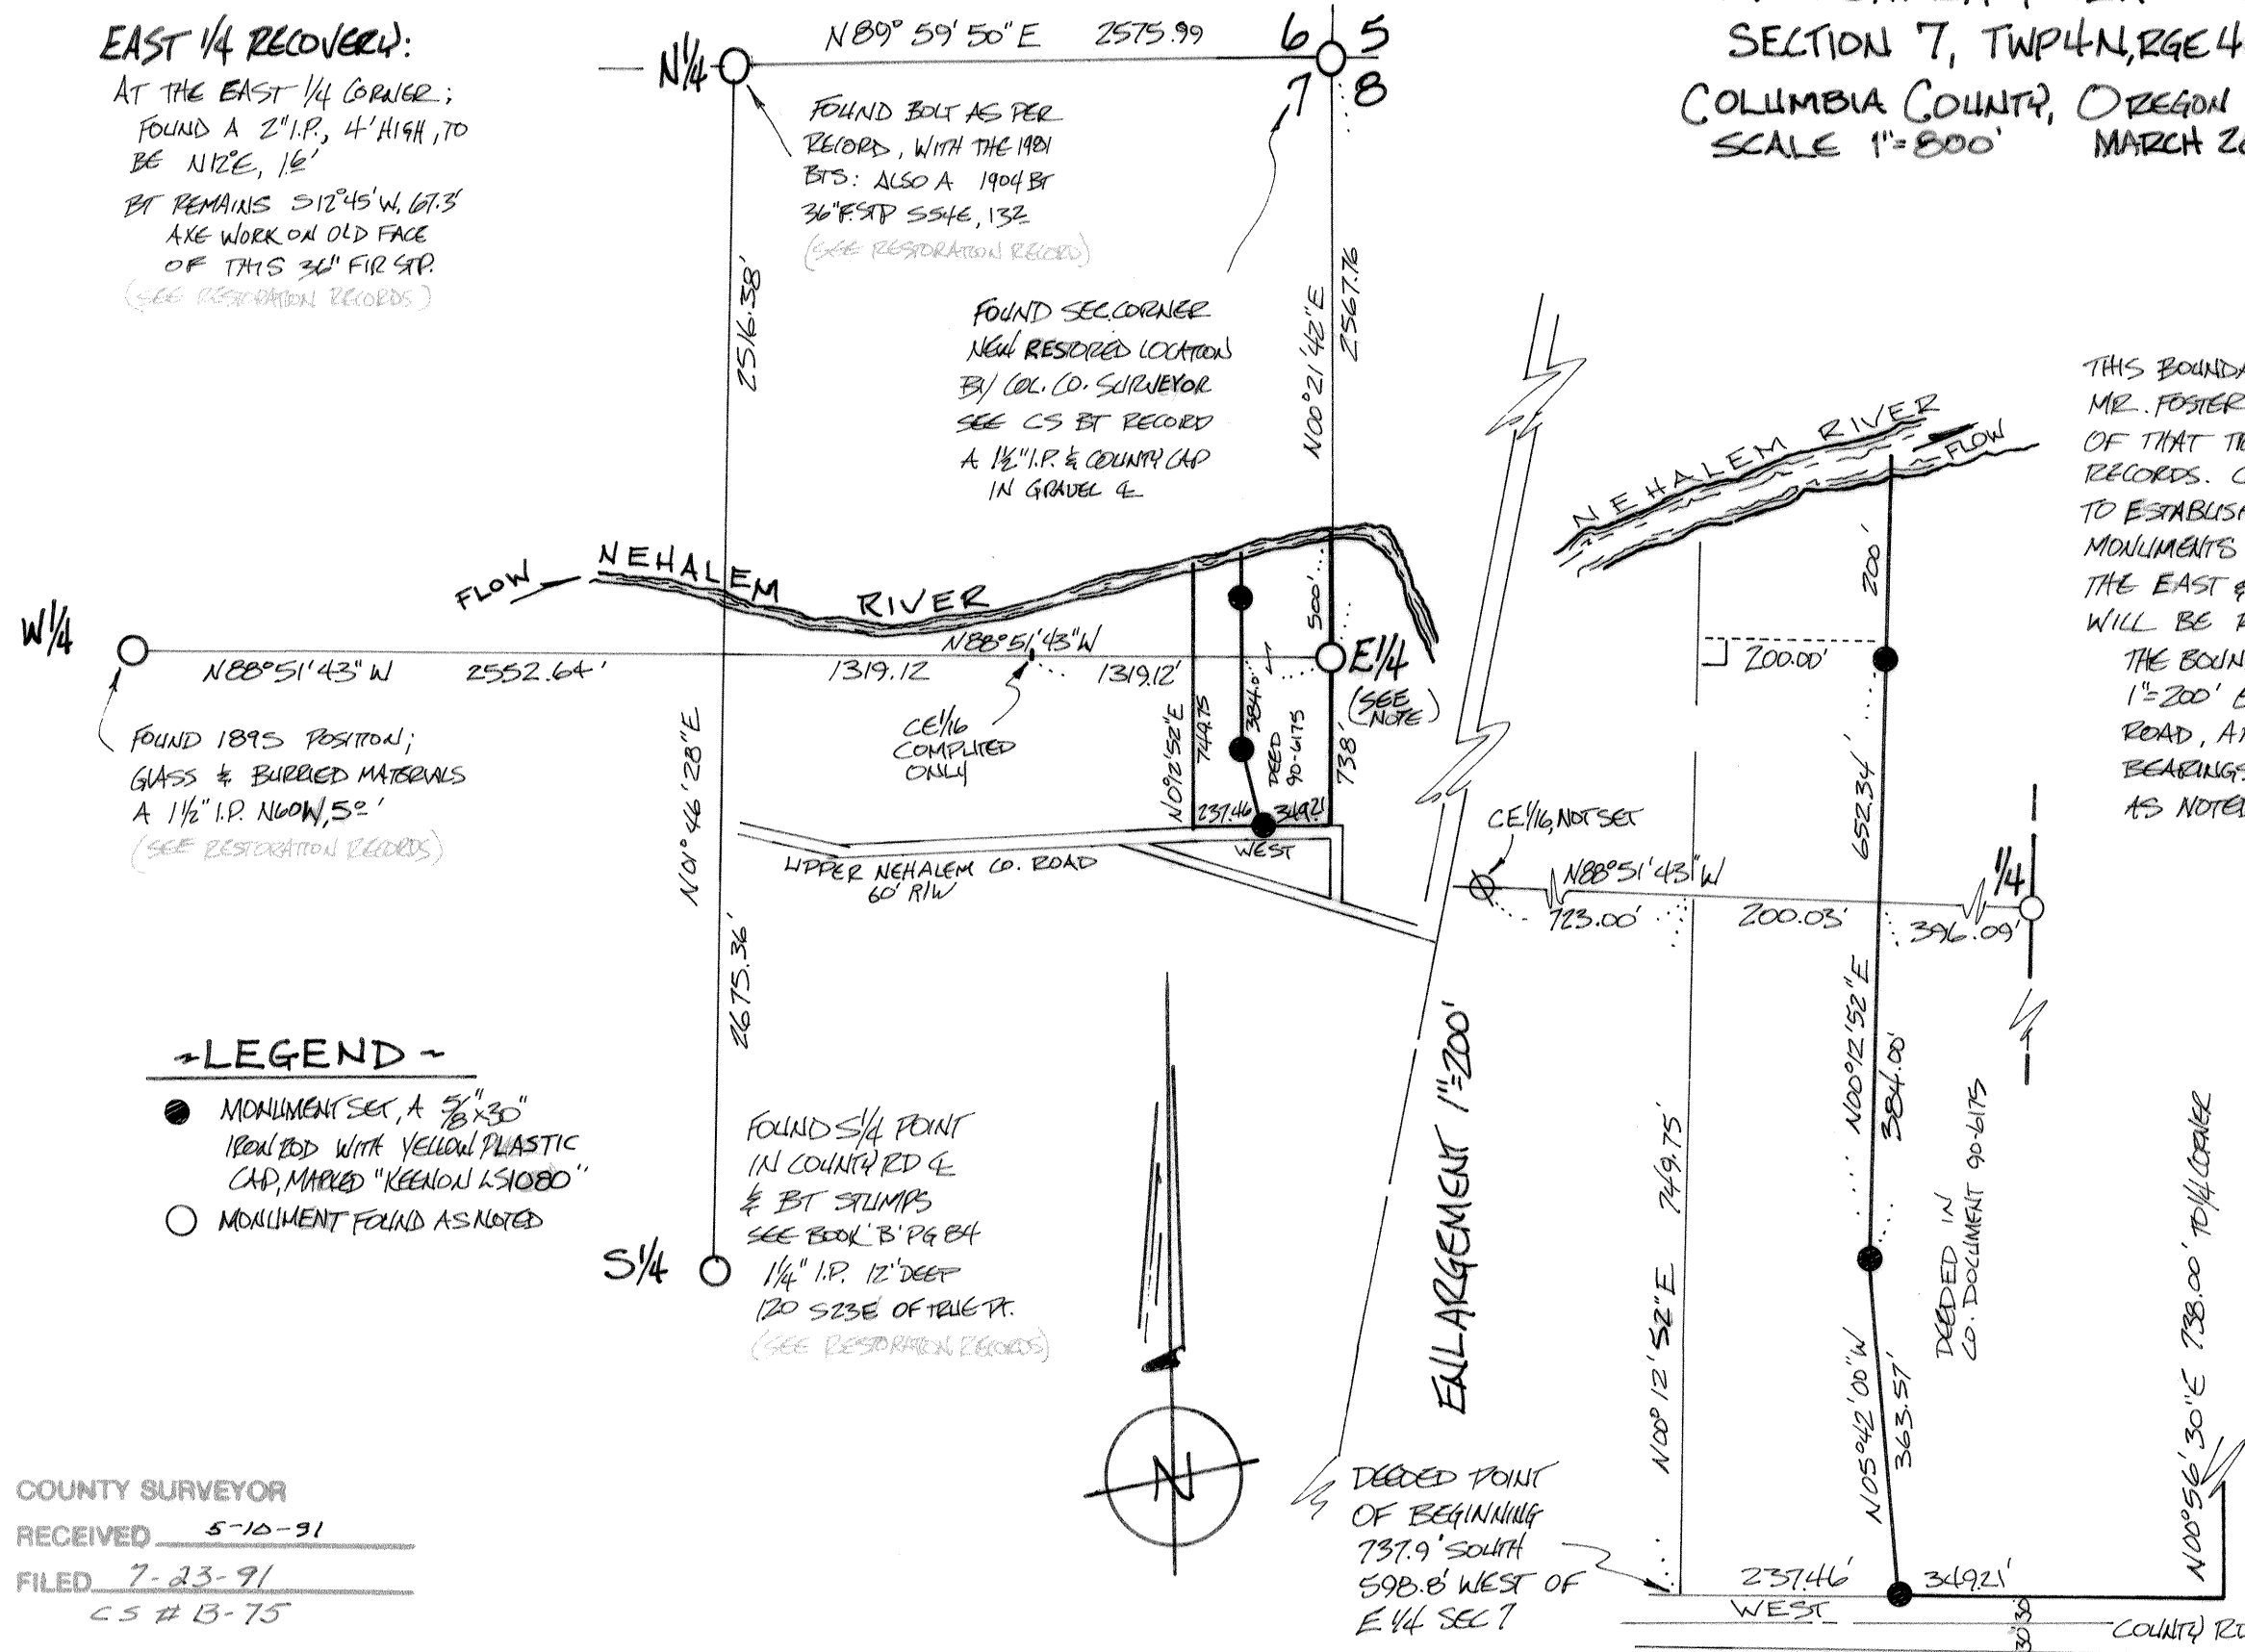 EAST 1/4 RECOVERY:
AT THE EAST 1/4 CORNER;
FOUND A 2" I.P., 4' HIGH, TO
BE N12°E, 1.6'
BT REMAINS S12°45'W, 67.3'
AXE WORK ON OLD FACE
OF THIS 36" FIR STP.
(SEE RESTORATION RECORDS)
N1/4
N89° 59' 50" E 2575.99
6 5
7 8
FOUND BOLT AS PER
RECORD, WITH THE 1981
BTS: ALSO A 1904 BT
36" F.STP S54E, 132
(SEE RESTORATION RECORD)
SECTION 7, TWP4N, RGE 4
COLUMBIA COUNTY, OREGON
SCALE 1"=800' MARCH 26
2516.38'
FOUND SEC. CORNER
NEW RESTORED LOCATION
BY COL. CO. SURVEYOR
SEE CS BT RECORD
A 1½" I.P. & COUNTY CAP
IN GRAVEL ℄
N00°21'42"E
2567.76
THIS BOUNDA
MR. FOSTER
OF THAT
RECORDS.
TO ESTABLISH
MONUMENTS
THE EAST &
WILL BE
THE BOUN
1"=200'
ROAD,
BEARINGS
AS NOTED
NEHALEM RIVER
FLOW
FLOW
NEHALEM RIVER
W1/4
N88°51'43"W 2552.64'
N88°51'43"W
1319.12
1319.12'
500'
E1/4
(SEE NOTE)
FOUND 1895 POSITION;
GLASS & BURRIED MATERIALS
A 1½" I.P. N60W, 5.0'
(SEE RESTORATION RECORDS)
CE1/16
COMPUTED
ONLY
N0°12'52"E
749.75
384.0'
DEED
90-6175
738'
237.46 349.21
WEST
UPPER NEHALEM CO. ROAD
60' R/W
N01° 46' 28" E
2675.36'
200'
200.00'
652.34'
CE1/16, NOT SET
N88°51'43"W
1/4
723.00'
200.03'
396.09'
N00°12'52"E
384.00'
DEEDED IN
CO. DOCUMENT 90-6175
N00°12'52"E 749.75'
N05°42'00"W
363.57'
N00°56'30"E 738.00' TO 1/4 CORNER
ENLARGEMENT 1"=200'
~LEGEND~
MONUMENT SET, A 5/8"x30"
IRON ROD WITH YELLOW PLASTIC
CAP, MARKED "KEENON LS1080"
MONUMENT FOUND AS NOTED
S1/4
FOUND S1/4 POINT
IN COUNTY RD ℄
& BT STUMPS
SEE BOOK 'B' PG 84
1¼" I.P. 12" DEEP
1.20 S23E OF TRUE PT.
(SEE RESTORATION RECORDS)
N
DEEDED POINT
OF BEGINNING
737.9' SOUTH
598.8' WEST OF
E 1/4 SEC 7
237.46' 349.21'
WEST
30' 30'
COUNTY RD
COUNTY SURVEYOR
RECEIVED 5-10-91
FILED 7-23-91
CS # B-75